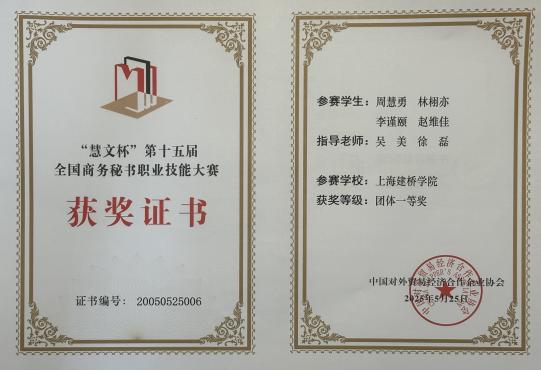 “慧文杯”第十五届
全国商务秘书职业技能大赛
获奖证书
证书编号：20050525006
参赛学生：周慧勇 林栩亦
李谨颐 赵维佳
指导老师：吴 美 徐 磊
参赛学校：上海建桥学院
获奖等级：团体一等奖
中国对外贸易经济合作企业协会
2025年5月25日